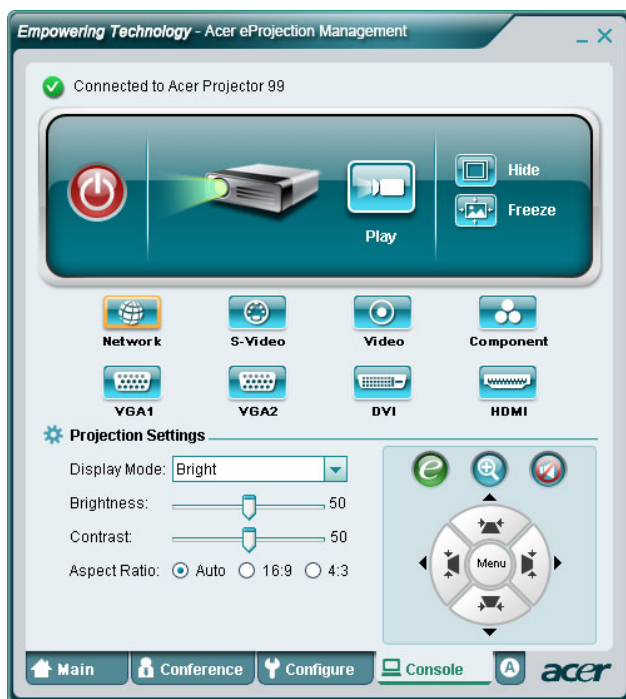 Empowering Technology - Acer eProjection Management
Connected to Acer Projector 99
Hide
Freeze
Play
Network S-Video Video Component
VGA1 VGA2 DVI HDMI
Projection Settings
Display Mode: Bright
Brightness: 50
Contrast: 50
Aspect Ratio: Auto 16:9 4:3
e
Menu
Main Conference Configure Console A acer